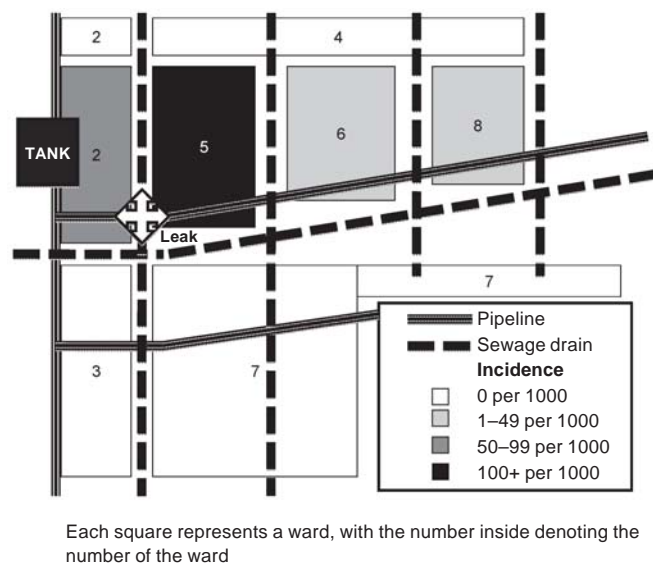 2 4
2 5 6 8
TANK
Leak
7
3 7
Pipeline
Sewage drain
Incidence
0 per 1000
1–49 per 1000
50–99 per 1000
100+ per 1000
Each square represents a ward, with the number inside denoting the
number of the ward